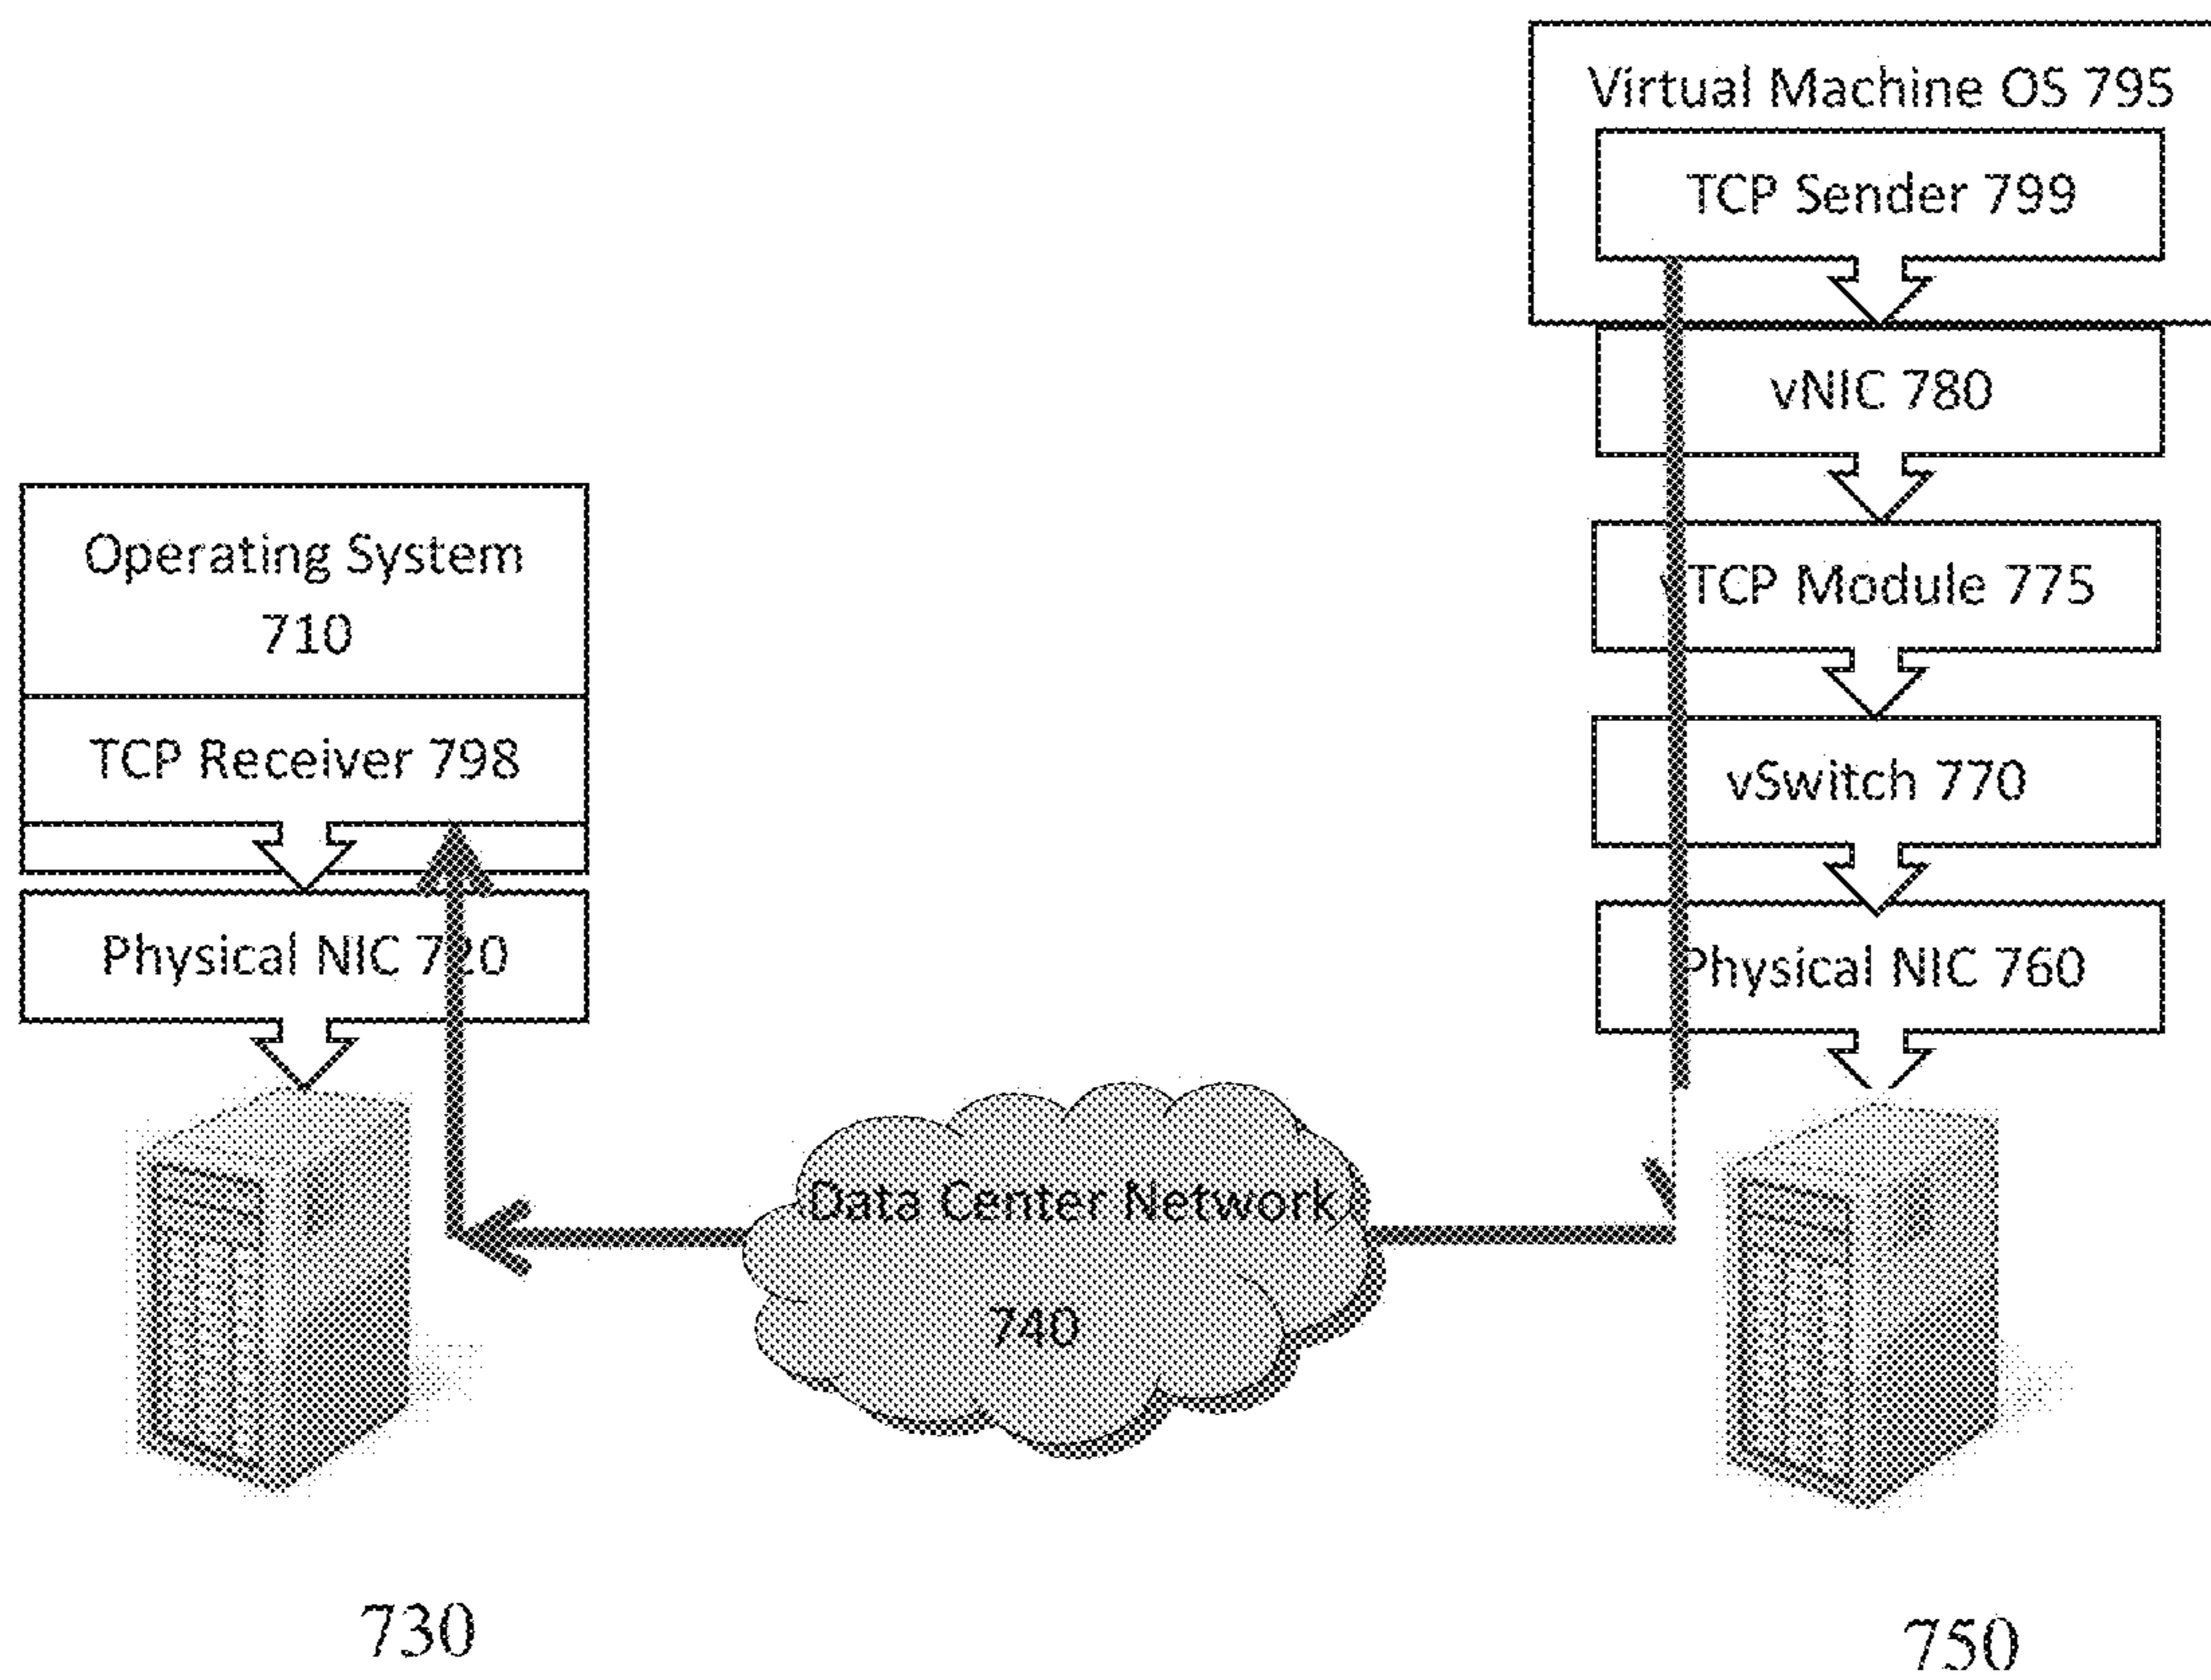 Virtual Machine OS 795
TCP Sender 799
vNIC 780
TCP Module 775
vSwitch 770
Physical NIC 760
Operating System
710
TCP Receiver 798
Physical NIC 720
Data Center Network
740
730
750